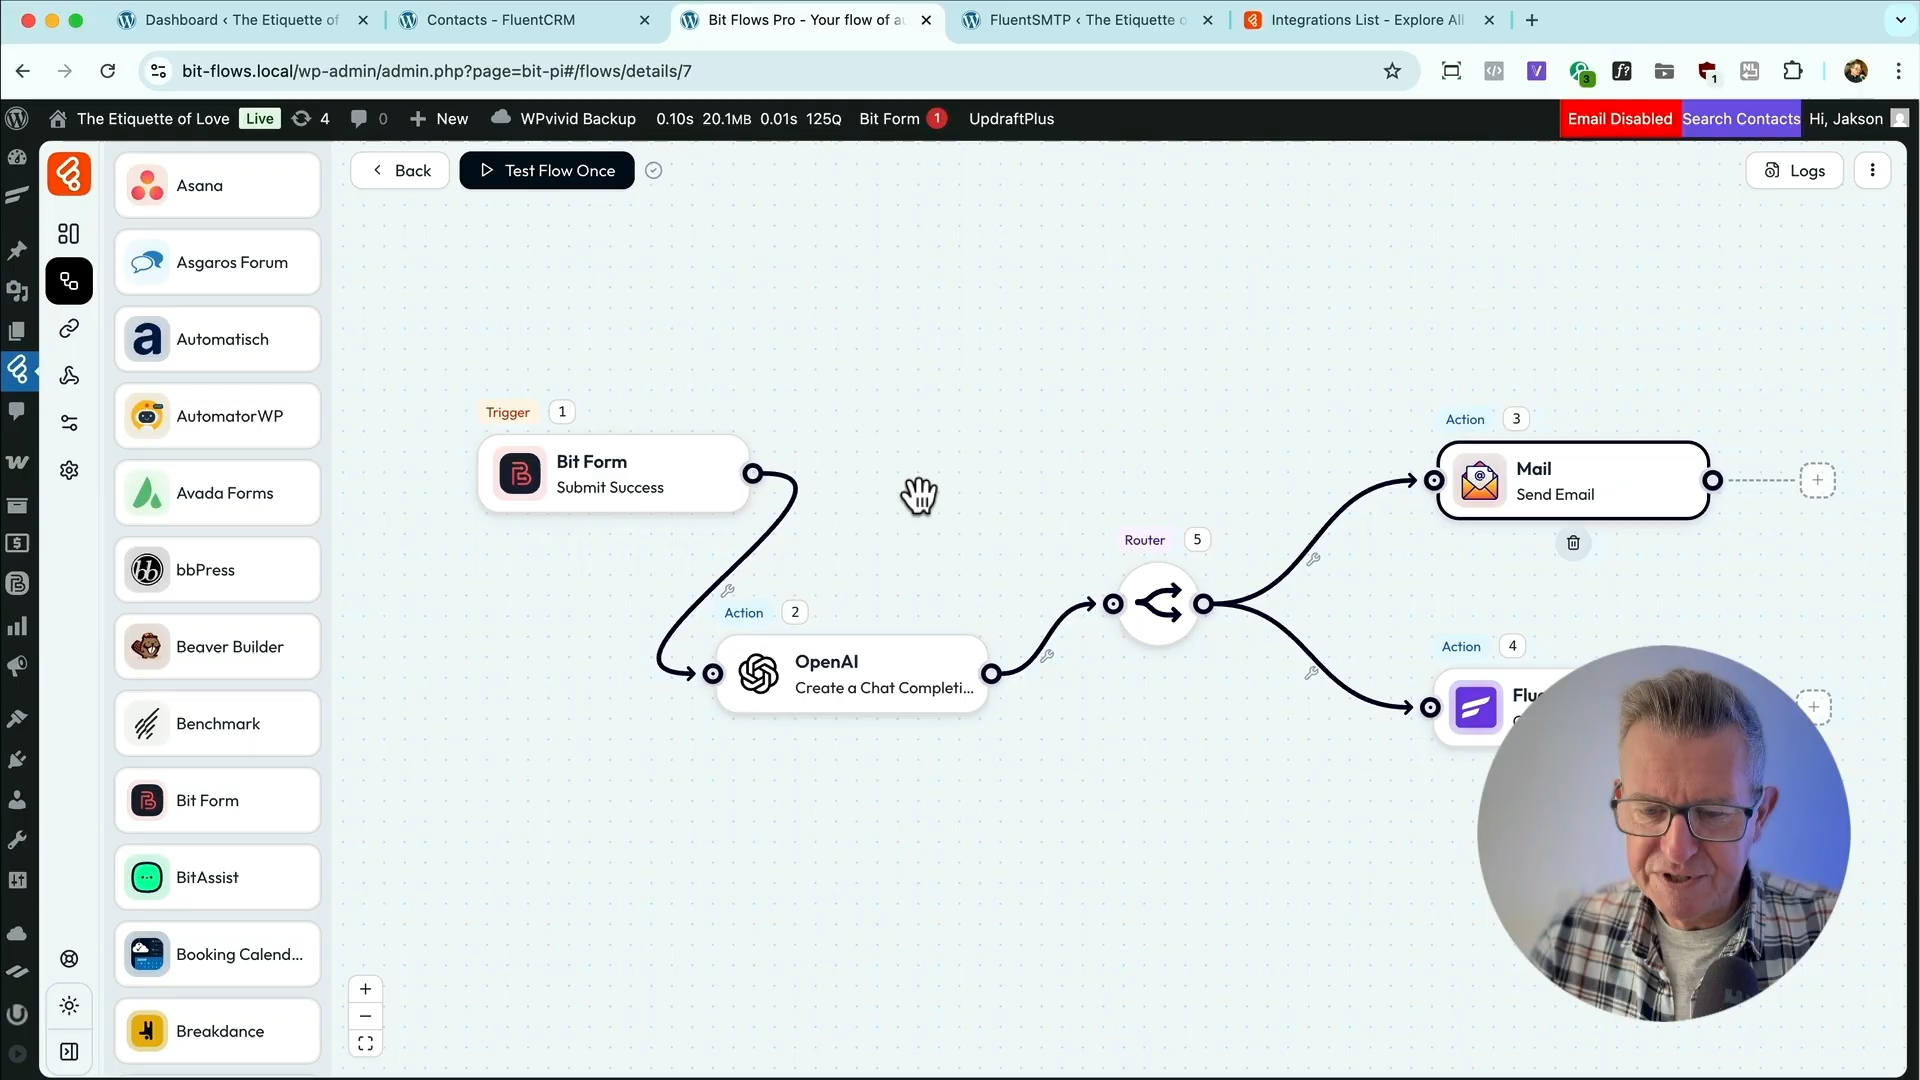 Dashboard ‹ The Etiquette of
Contacts - FluentCRM
Bit Flows Pro - Your flow of au
FluentSMTP ‹ The Etiquette o
Integrations List - Explore All
bit-flows.local/wp-admin/admin.php?page=bit-pi#/flows/details/7
The Etiquette of Love
Live
4
0
New
WPvivid Backup
0.10s 20.1MB 0.01s 125Q
Bit Form
1
UpdraftPlus
Email Disabled
Search Contacts
Hi, Jakson
Asana
Asgaros Forum
Automatisch
AutomatorWP
Avada Forms
bbPress
Beaver Builder
Benchmark
Bit Form
BitAssist
Booking Calend...
Breakdance
Back
Test Flow Once
Logs
Trigger
1
Bit Form
Submit Success
Action
2
OpenAI
Create a Chat Completi...
Router
5
Action
3
Mail
Send Email
Action
4
Flu